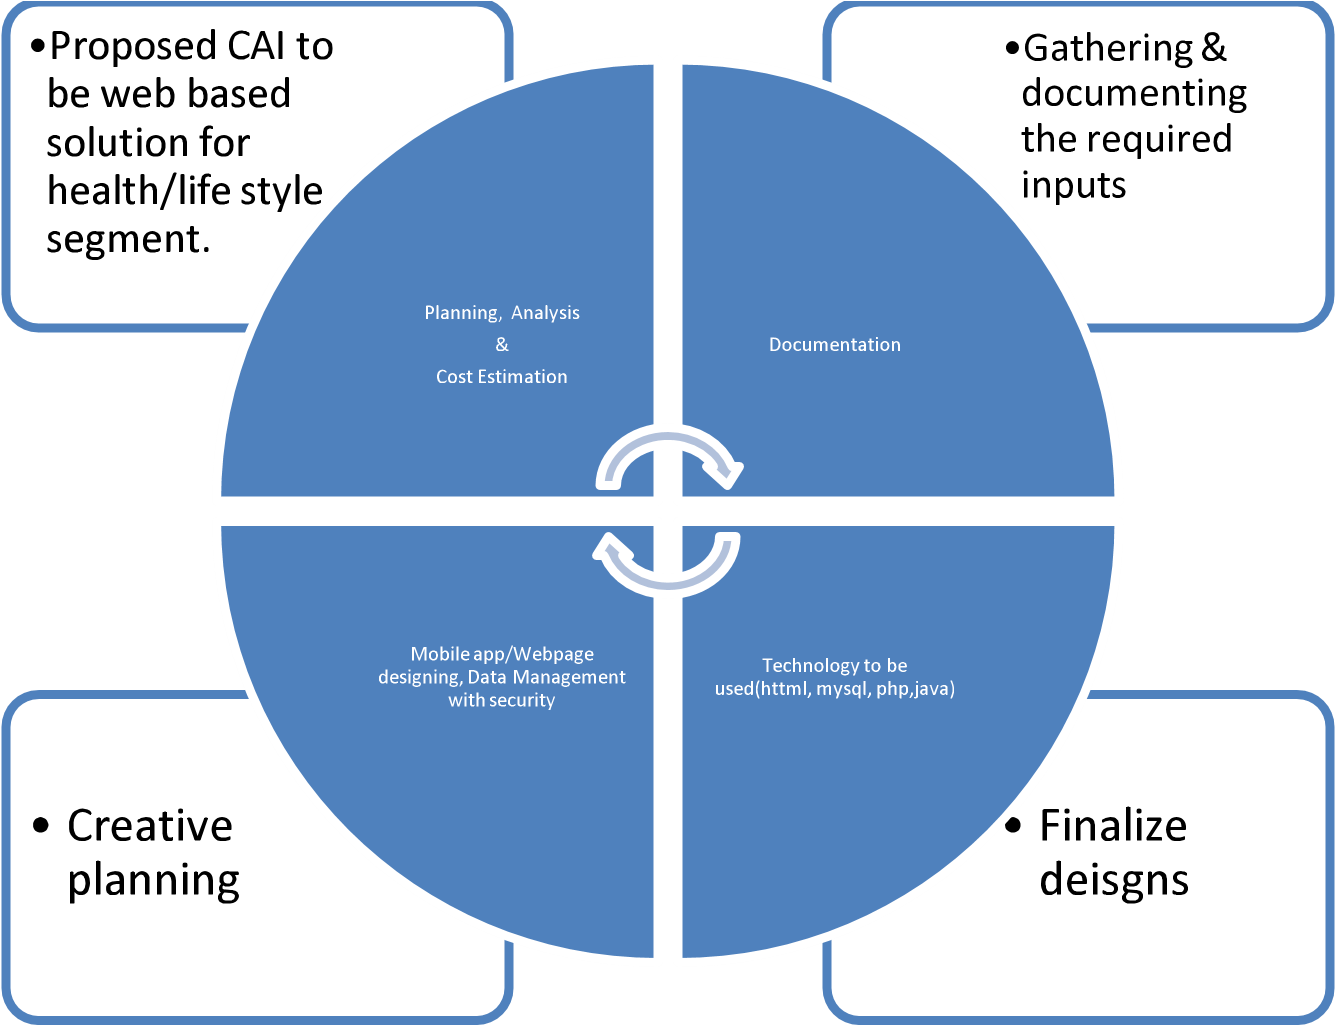 •Proposed CAI to
be web based
solution for
health/life style
segment.
•Gathering &
documenting
the required
inputs
Planning,  Analysis
&
Cost Estimation
Documentation
Mobile app/Webpage
designing, Data Management
with security
Technology to be
used(httml, mysql, php,java)
• Creative
planning
• Finalize
deisgns